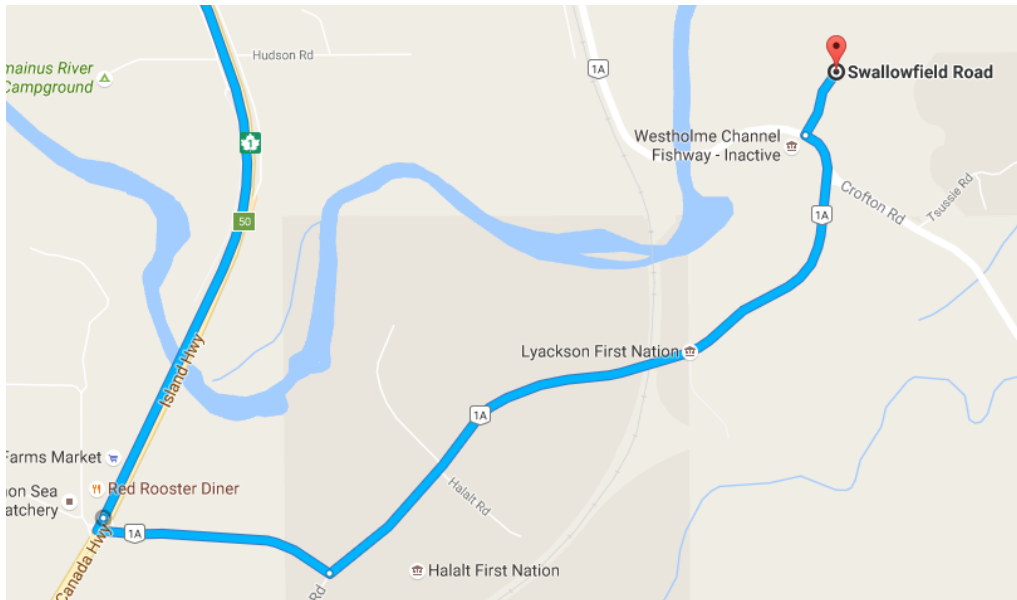 Hudson Rd
1A
mainus River
Campground
Swallowfield Road
1
Westholme Channel
Fishway - Inactive
Tsussie Rd
Crofton Rd
1A
50
Lyackson First Nation
Island Hwy
1A
Farms Market
Red Rooster Diner
on Sea
atchery
Halalt Rd
1A
Canada Hwy
Halalt First Nation
Rd